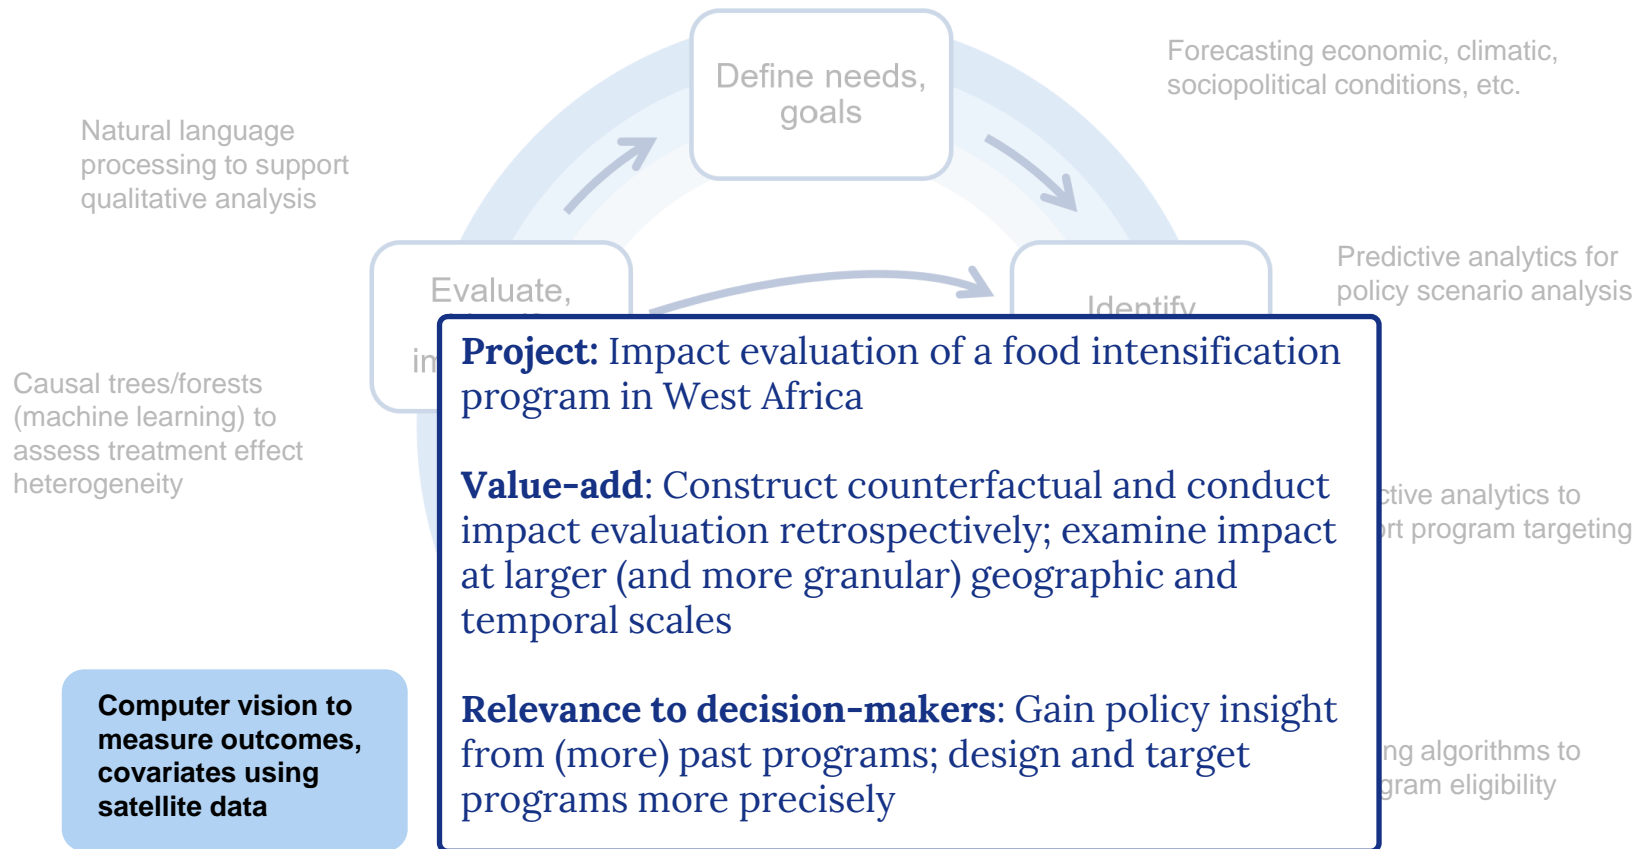 Define needs,
goals
Forecasting economic, climatic,
sociopolitical conditions, etc.
Natural language
processing to support
qualitative analysis
Evaluate,
Identify
Predictive analytics for
policy scenario analysis
Causal trees/forests
(machine learning) to
assess treatment effect
heterogeneity
Project: Impact evaluation of a food intensification
program in West Africa
Value-add: Construct counterfactual and conduct
impact evaluation retrospectively; examine impact
at larger (and more granular) geographic and
temporal scales
Relevance to decision-makers: Gain policy insight
from (more) past programs; design and target
programs more precisely
analytics to
program targeting
algorithms to
eligibility
Computer vision to
measure outcomes,
covariates using
satellite data